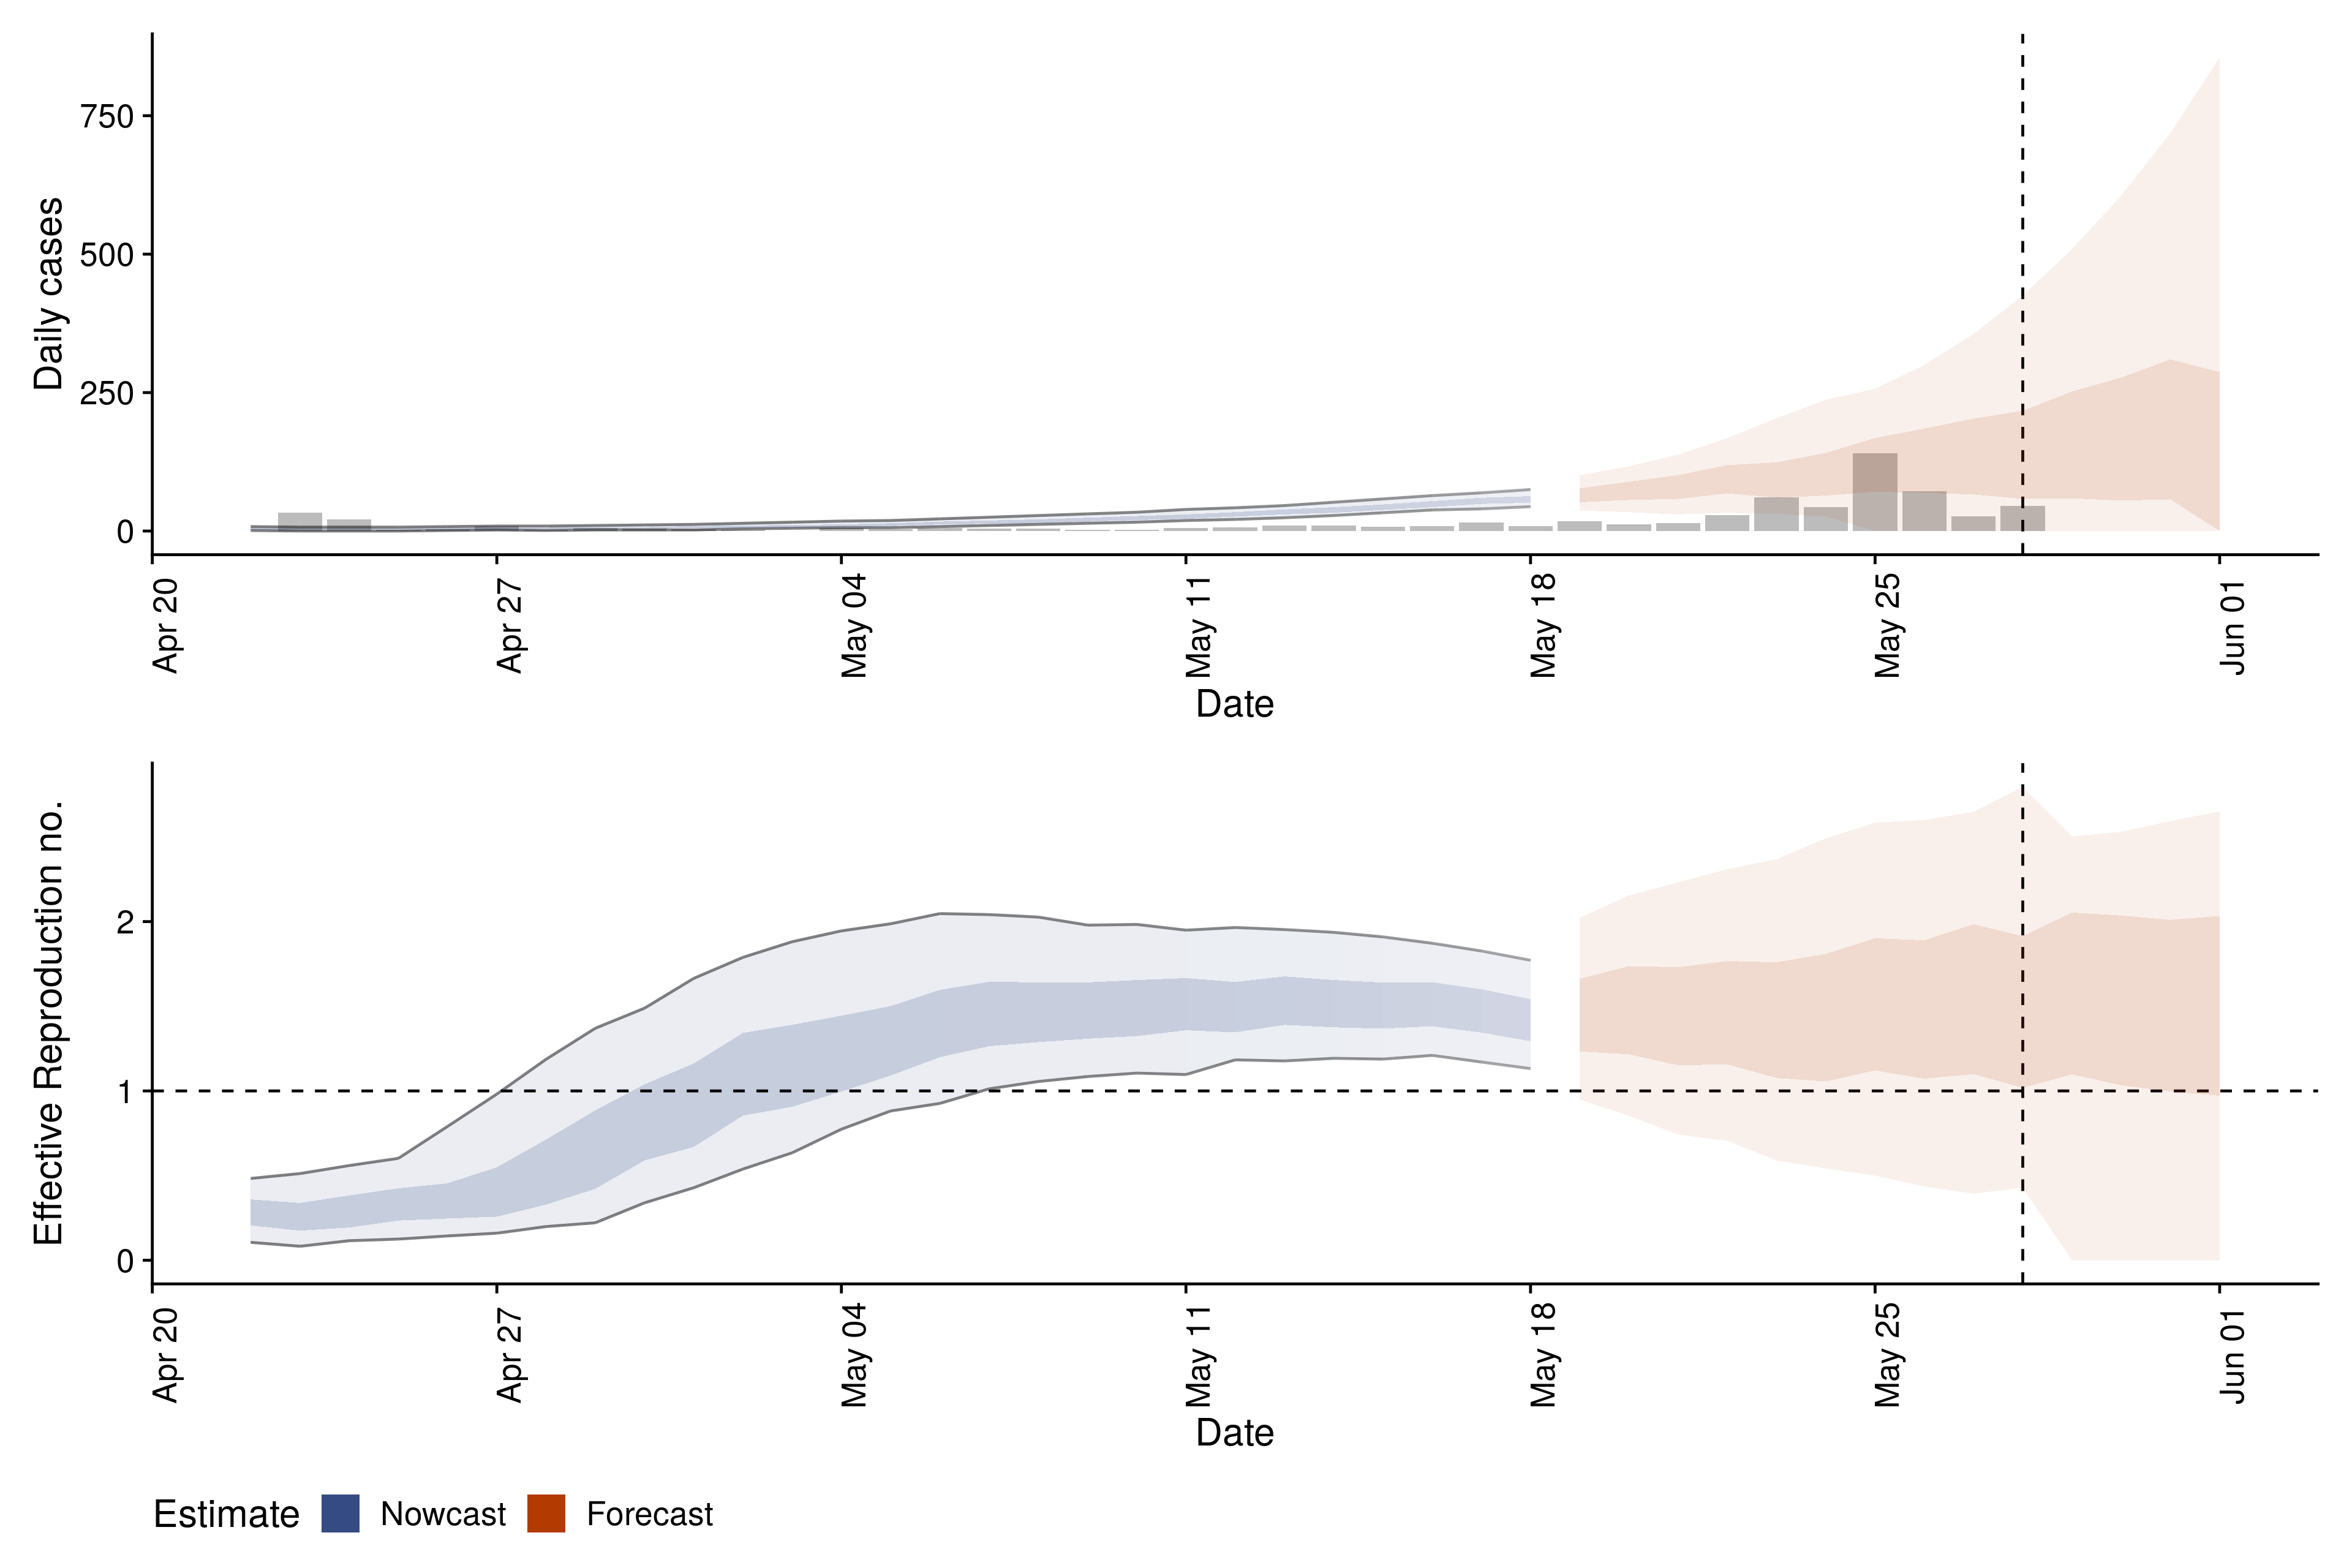 Daily cases
750
500
250
0
Apr 20
Apr 27
May 04
May 11
May 18
May 25
Jun 01
Date
Effective Reproduction no.
2
1
0
Apr 20
Apr 27
May 04
May 11
May 18
May 25
Jun 01
Date
Estimate Nowcast Forecast